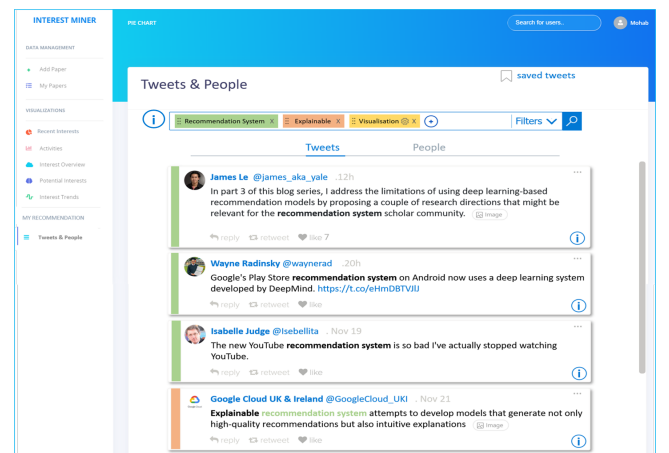 INTEREST MINER
PIE CHART
Search for users..
Mohab
DATA MANAGEMENT
Add Paper
My Papers
VISUALIZATIONS
Recent Interests
Activities
Interest Overview
Potential Interests
Interest Trends
MY RECOMMENDATION
Tweets & People
Tweets & People
saved tweets
Recommendation System X
Explainable X
Visualisation X
Filters
Tweets People
James Le @james_aka_yale .12h
In part 3 of this blog series, I address the limitations of using deep learning-based
recommendation models by proposing a couple of research directions that might be
relevant for the recommendation system scholar community. Image
reply retweet like 7
Wayne Radinsky @waynerad .20h
Google's Play Store recommendation system on Android now uses a deep learning system
developed by DeepMind. https://t.co/eHmDBTVJIJ
reply retweet like
Isabelle Judge @Isebellita . Nov 19
The new YouTube recommendation system is so bad I've actually stopped watching
YouTube.
reply retweet like
Google Cloud UK & Ireland @GoogleCloud_UKI . Nov 21
Explainable recommendation system attempts to develop models that generate not only
high-quality recommendations but also intuitive explanations Image
reply retweet like